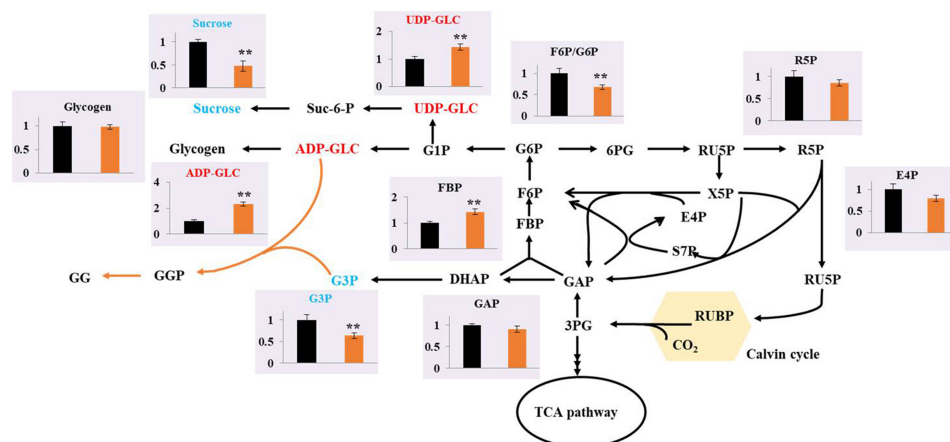 Sucrose
1
0.5
0
**
UDP-GLC
2
1
0
**
F6P/G6P
1
0.5
0
**
R5P
1
0.5
0
Glycogen
1
0.5
0
Sucrose
Suc-6-P
UDP-GLC
Glycogen
ADP-GLC
G1P
G6P
6PG
RU5P
R5P
ADP-GLC
4
2
0
**
FBP
2
1
0
**
F6P
X5P
E4P
E4P
1
0.5
0
FBP
S7P
GG
GGP
G3P
DHAP
GAP
RU5P
G3P
1
0.5
0
**
GAP
1
0.5
0
3PG
RUBP
CO2
Calvin cycle
TCA pathway